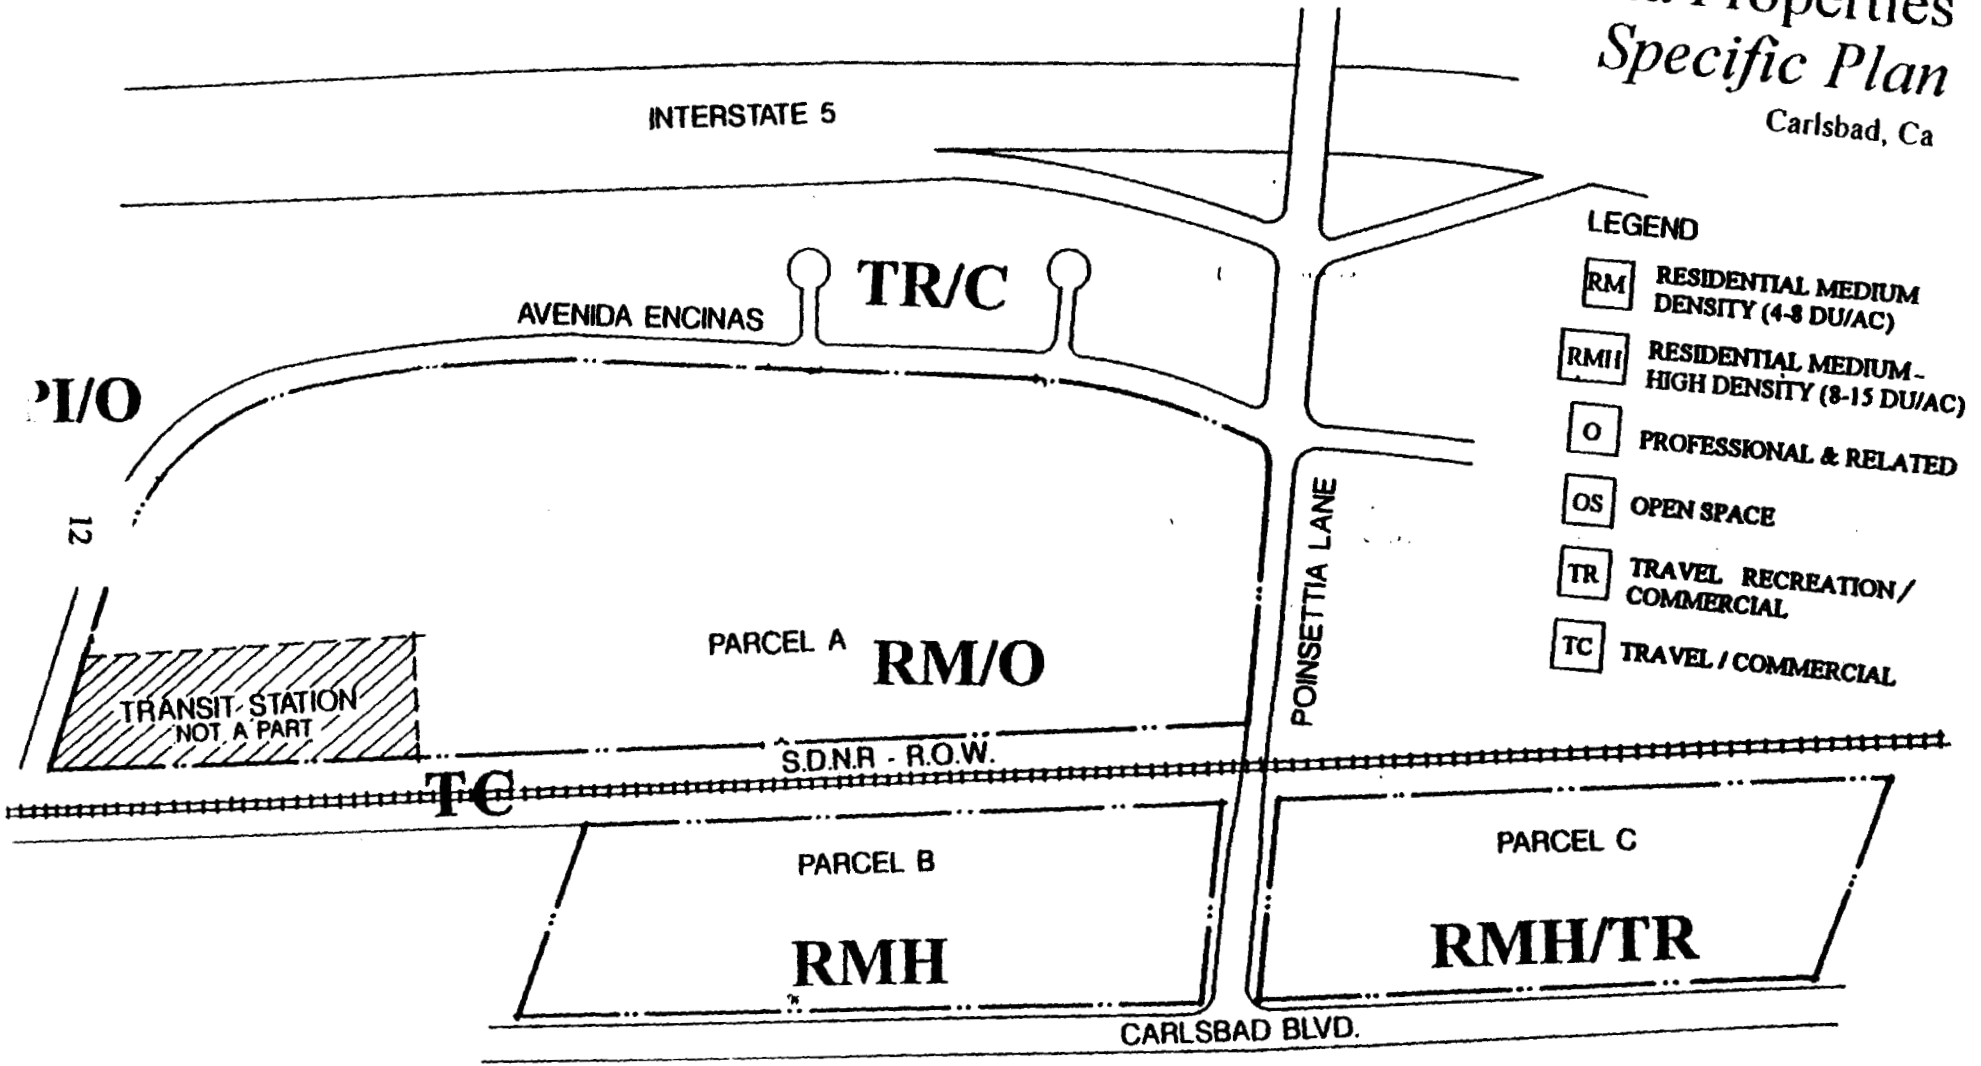 Properties
Specific Plan
Carlsbad, Ca
INTERSTATE 5
LEGEND
RM RESIDENTIAL MEDIUM
DENSITY (4-8 DU/AC)
RMH RESIDENTIAL MEDIUM-
HIGH DENSITY (8-15 DU/AC)
O PROFESSIONAL & RELATED
OS OPEN SPACE
TR TRAVEL RECREATION/
COMMERCIAL
TC TRAVEL / COMMERCIAL
TR/C
AVENIDA ENCINAS
PI/O
12
POINSETTIA LANE
PARCEL A
RM/O
TRANSIT STATION
NOT A PART
S.D.N.R - R.O.W.
TC
PARCEL B
RMH
PARCEL C
RMH/TR
CARLSBAD BLVD.